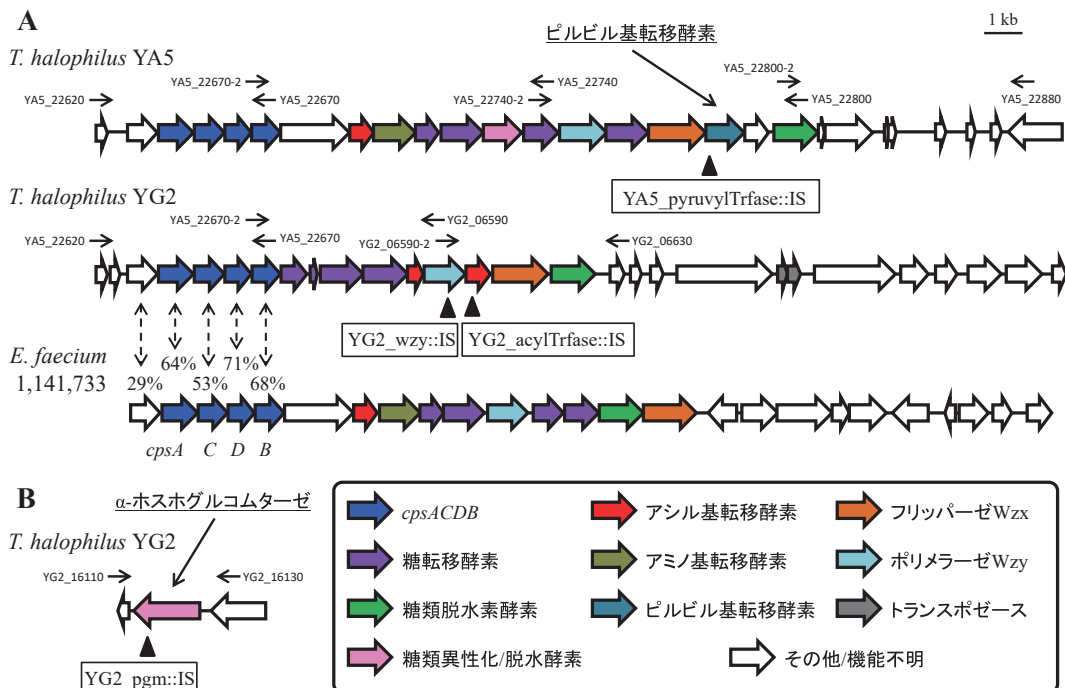 A
1 kb
T. halophilus YA5
ピルビル基転移酵素
YA5_22620
YA5_22670-2
YA5_22670
YA5_22740-2
YA5_22740
YA5_22800-2
YA5_22800
YA5_22880
YA5_pyruvylTrfase::IS
T. halophilus YG2
YA5_22620
YA5_22670-2
YA5_22670
YG2_06590-2
YG2_06590
YG2_06630
YG2_wzy::IS
YG2_acylTrfase::IS
E. faecium
1,141,733
29%
64%
53%
71%
68%
cpsA C D B
B
α-ホスホグルコムターゼ
T. halophilus YG2
YG2_16110
YG2_16130
YG2_pgm::IS
cpsACDB
アシル基転移酵素
フリッパーゼWzx
糖転移酵素
アミノ基転移酵素
ポリメラーゼWzy
糖類脱水素酵素
ピルビル基転移酵素
トランスポゼース
糖類異性化/脱水酵素
その他/機能不明